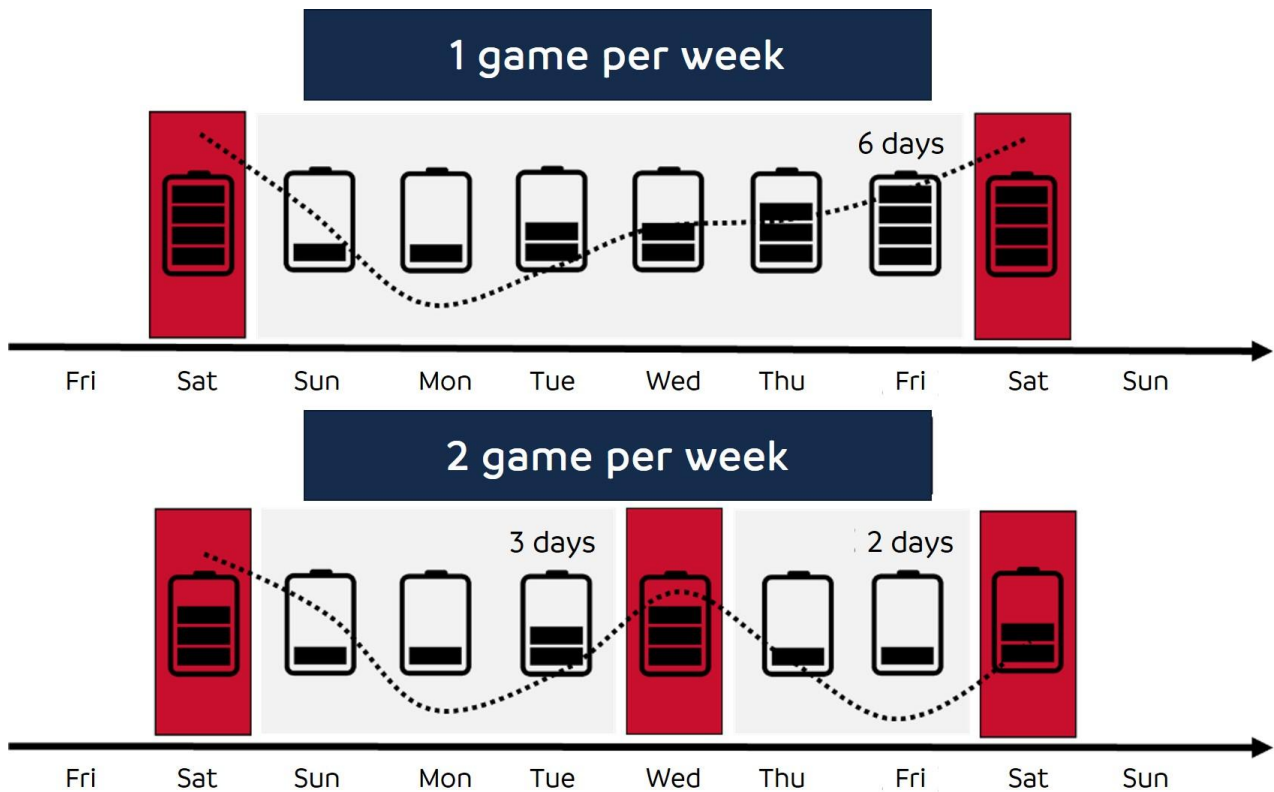 1 game per week
6 days
Fri Sat Sun Mon Tue Wed Thu Fri Sat Sun
2 game per week
3 days 2 days
Fri Sat Sun Mon Tue Wed Thu Fri Sat Sun